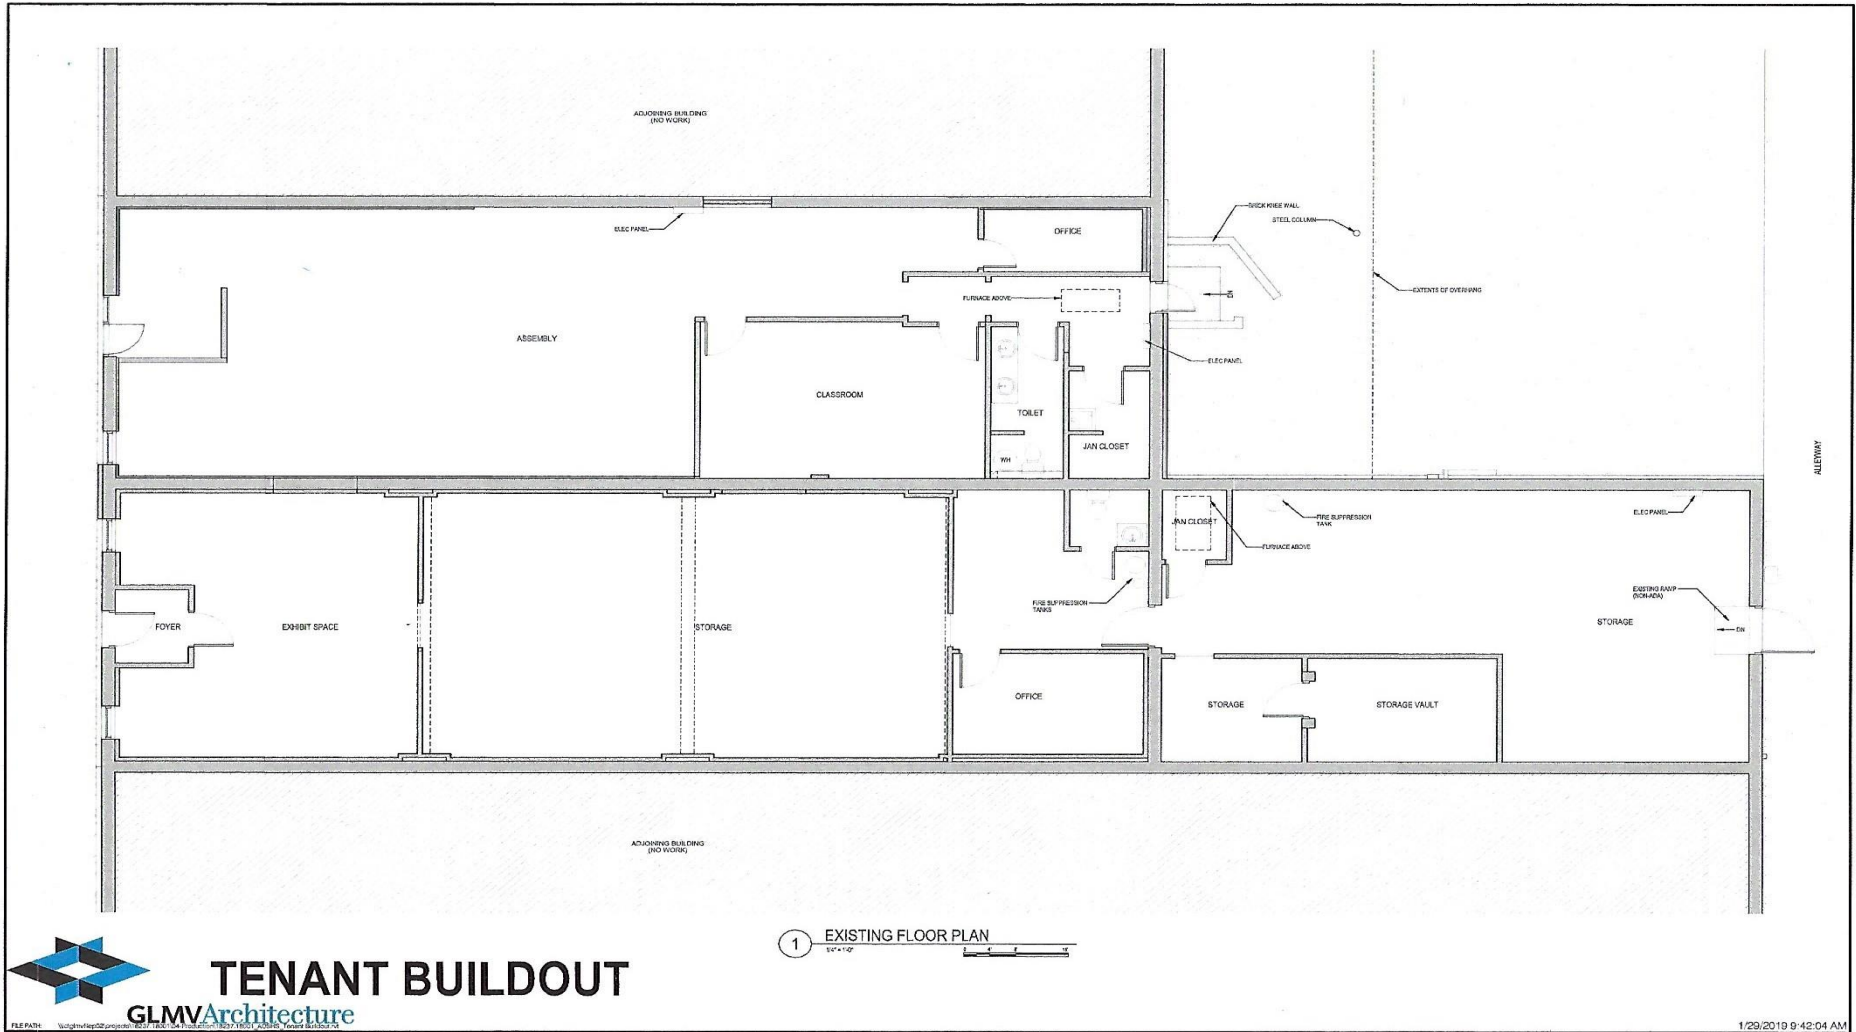 ADJOINING BUILDING
(NO WORK)
BRICK KNEE WALL
STEEL COLUMN
ELEC PANEL
OFFICE
EXTENTS OF OVERHANG
FURNACE ABOVE
DN
ASSEMBLY
ELEC PANEL
CLASSROOM
TOILET
JAN CLOSET
WH
ALLEYWAY
JAN CLOSET
FIRE SUPPRESSION
TANK
ELEC PANEL
FURNACE ABOVE
EXISTING RAMP
(NON-ADA)
FIRE SUPPRESSION
TANKS
FOYER
EXHIBIT SPACE
STORAGE
STORAGE
DN
OFFICE
STORAGE
STORAGE VAULT
ADJOINING BUILDING
(NO WORK)
1
EXISTING FLOOR PLAN
TENANT BUILDOUT
GLMVArchitecture
FILE PATH:
1/29/2019 9:42:04 AM